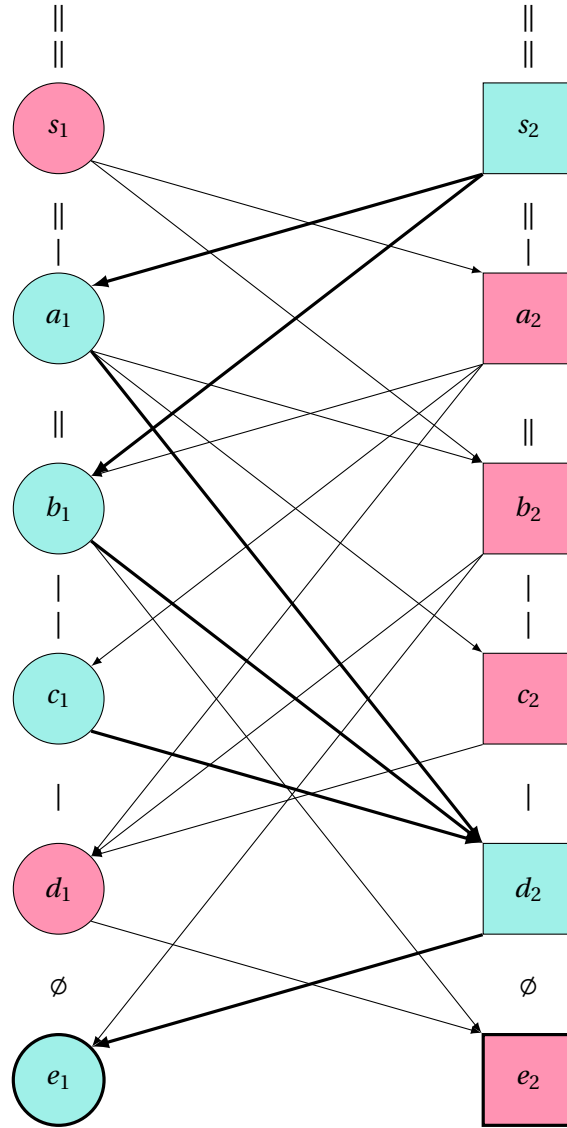 || ||
|| ||
s₁ s₂
|| ||
| |
a₁ a₂
|| ||
b₁ b₂
| |
| |
c₁ c₂
| |
d₁ d₂
∅ ∅
e₁ e₂